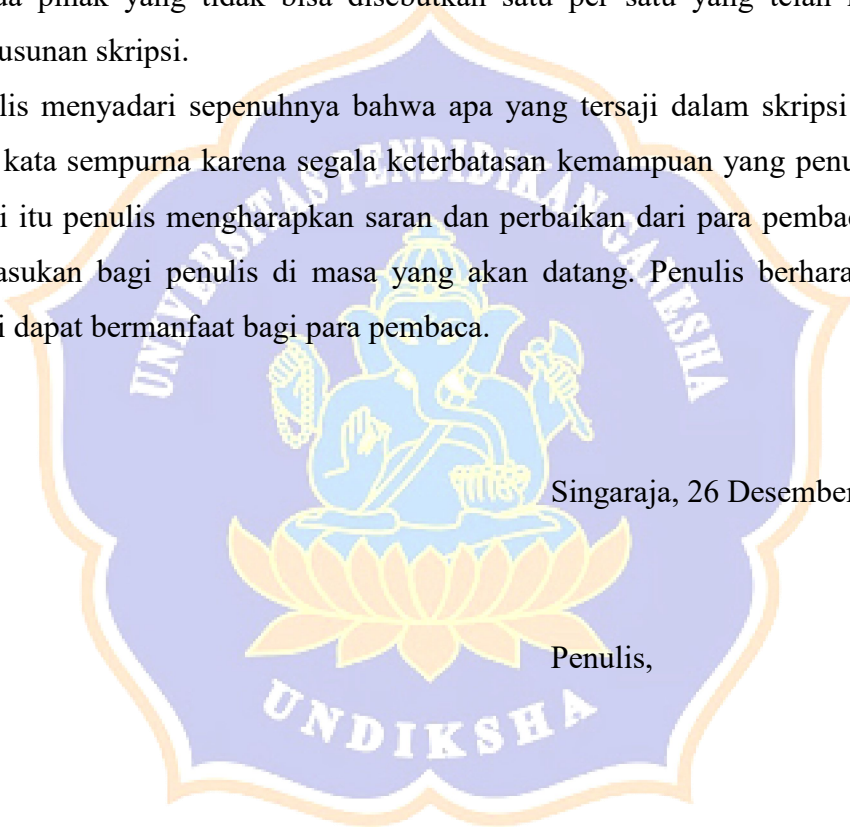 pihak yang tidak bisa disebutkan satu per satu yang telah
usunan skripsi.
lis menyadari sepenuhnya bahwa apa yang tersaji dalam skripsi
kata sempurna karena segala keterbatasan kemampuan yang penu
i itu penulis mengharapkan saran dan perbaikan dari para pembac
asukan bagi penulis di masa yang akan datang. Penulis berhara
i dapat bermanfaat bagi para pembaca.
UNIVERSITAS PENDIDIKAN GANESHA
Singaraja, 26 Desember
Penulis,
UNDIKSHA